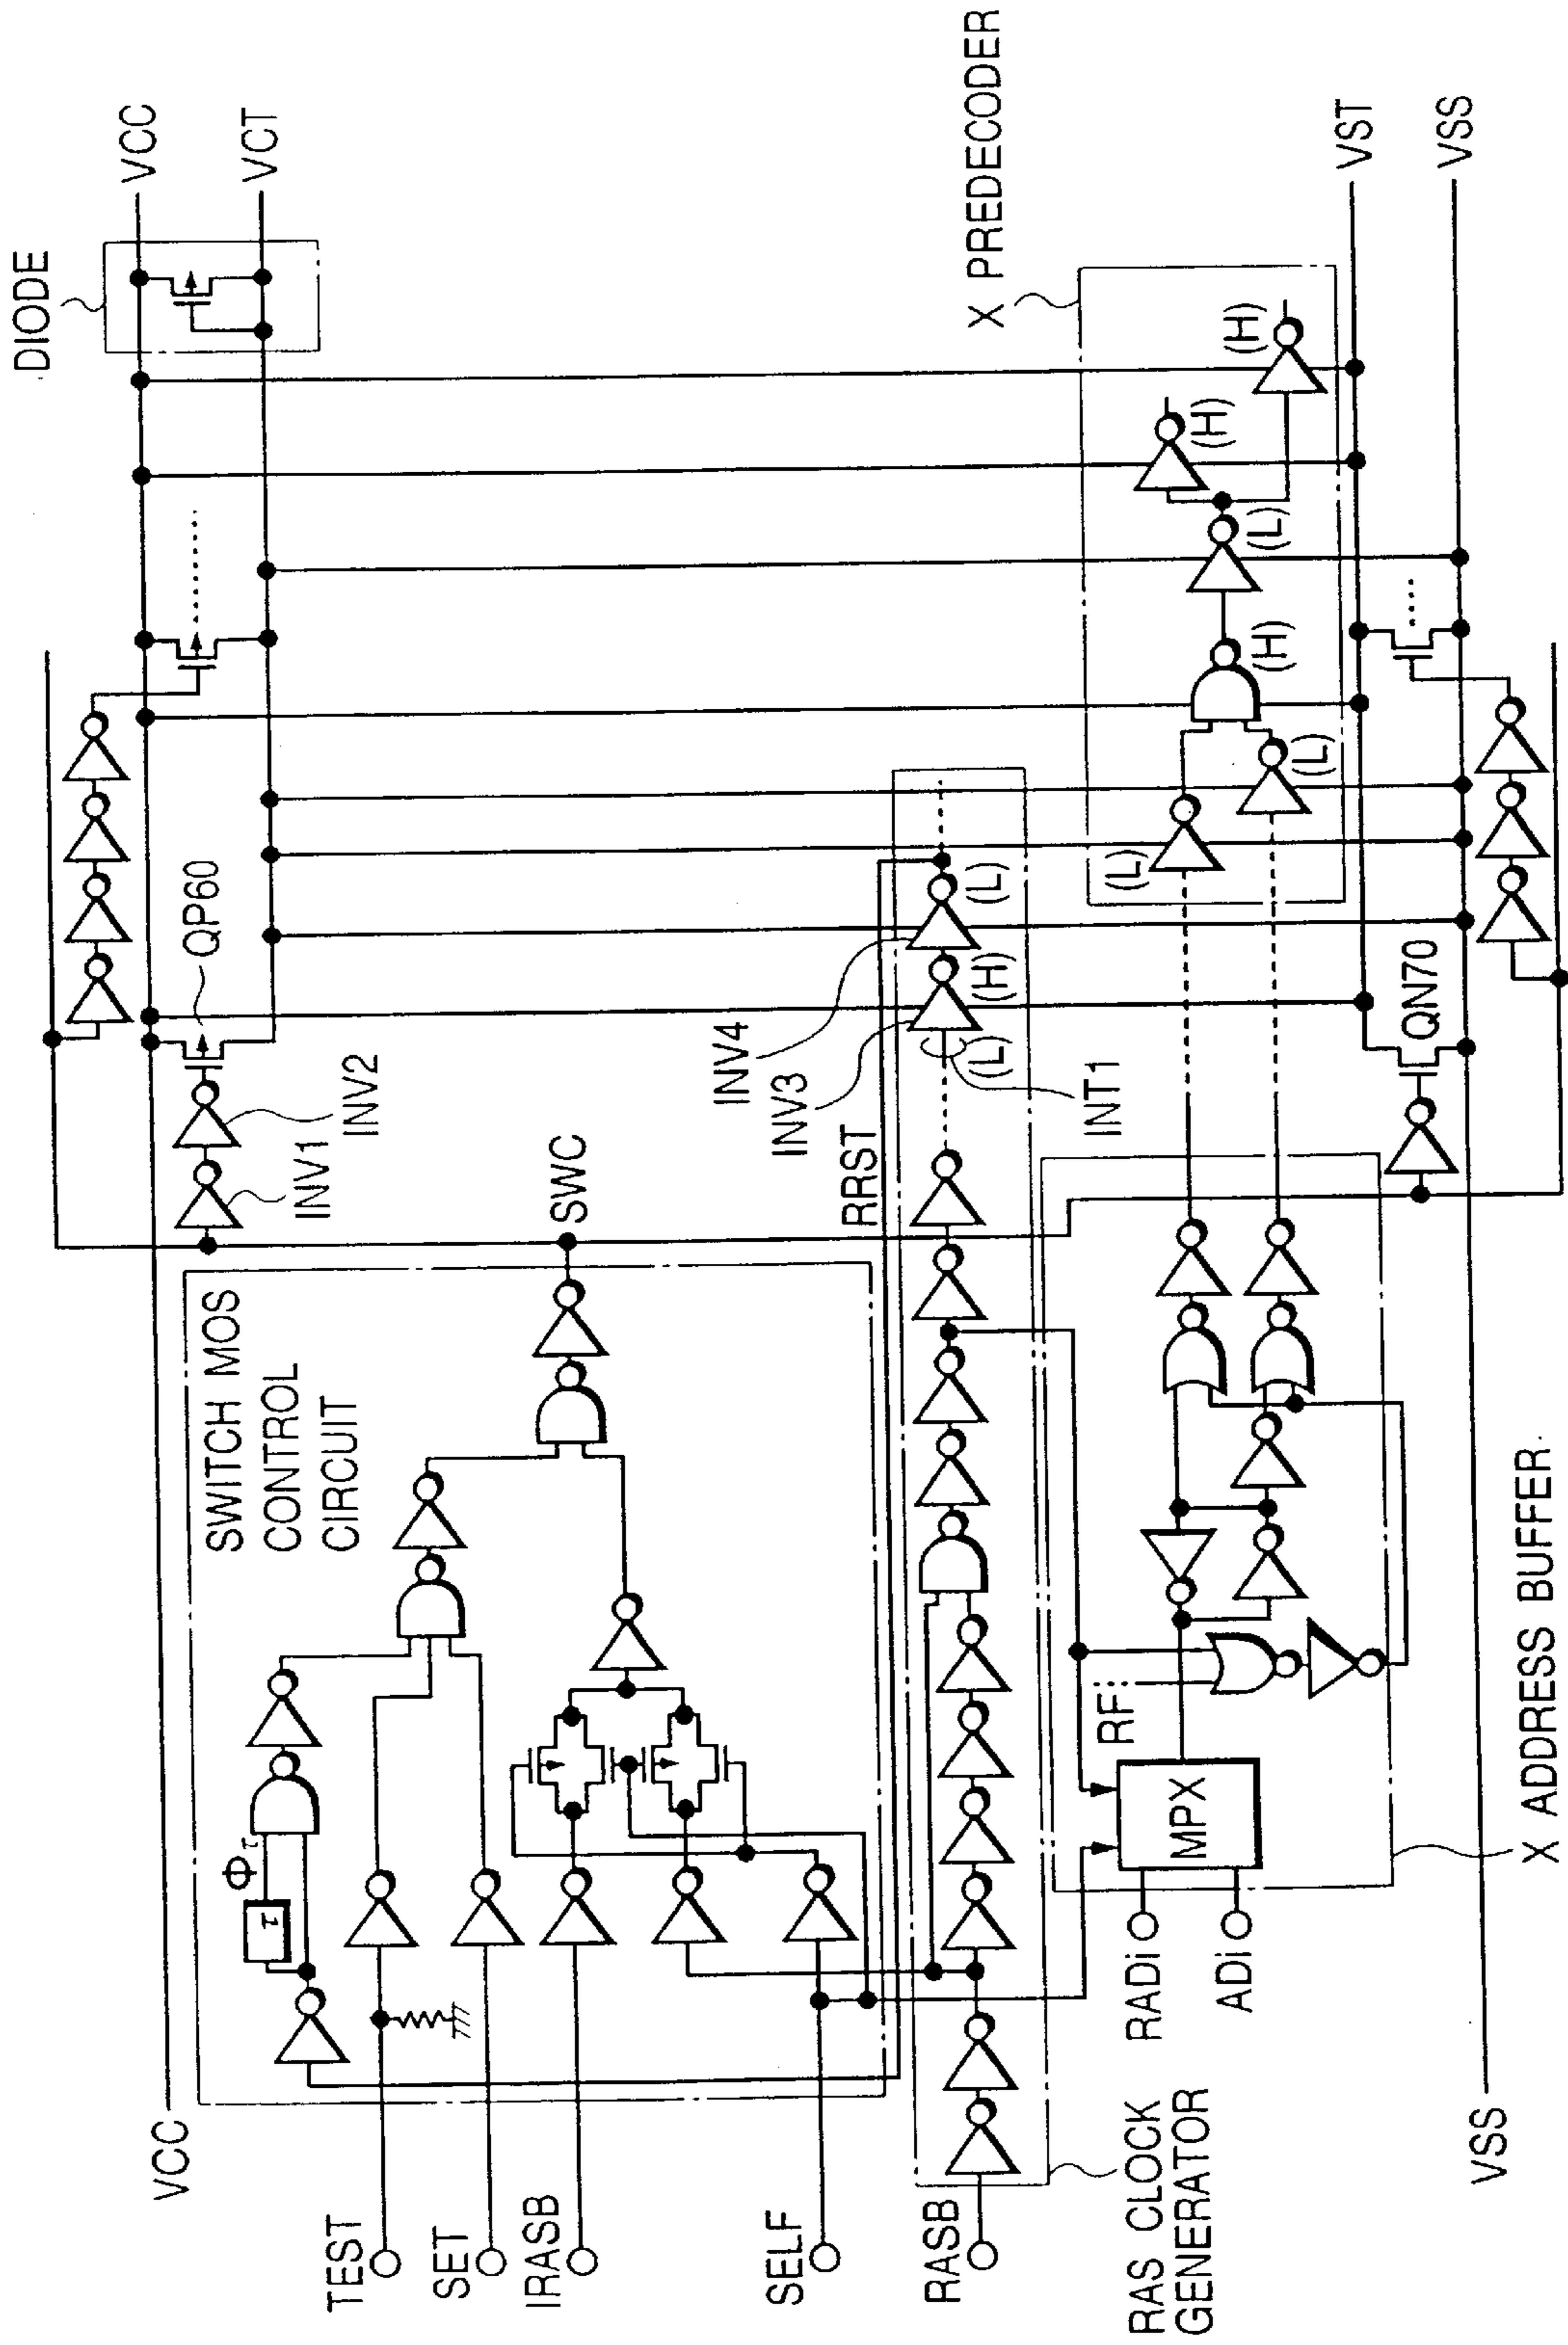 DIODE
VCC
VCT
X PREDECODER
VST
VSS
QP60
INV1
INV2
SWC
SWITCH MOS
CONTROL
CIRCUIT
Φτ
τ
VCC
TEST
SET
IRASB
SELF
RASB
RRST
INV4
INV3
INT1
(L)
(H)
(L)
(L)
(L)
(H)
(L)
(H)
(H)
QN70
RF
MPX
RADi
ADi
RAS CLOCK
GENERATOR
X ADDRESS BUFFER
VSS